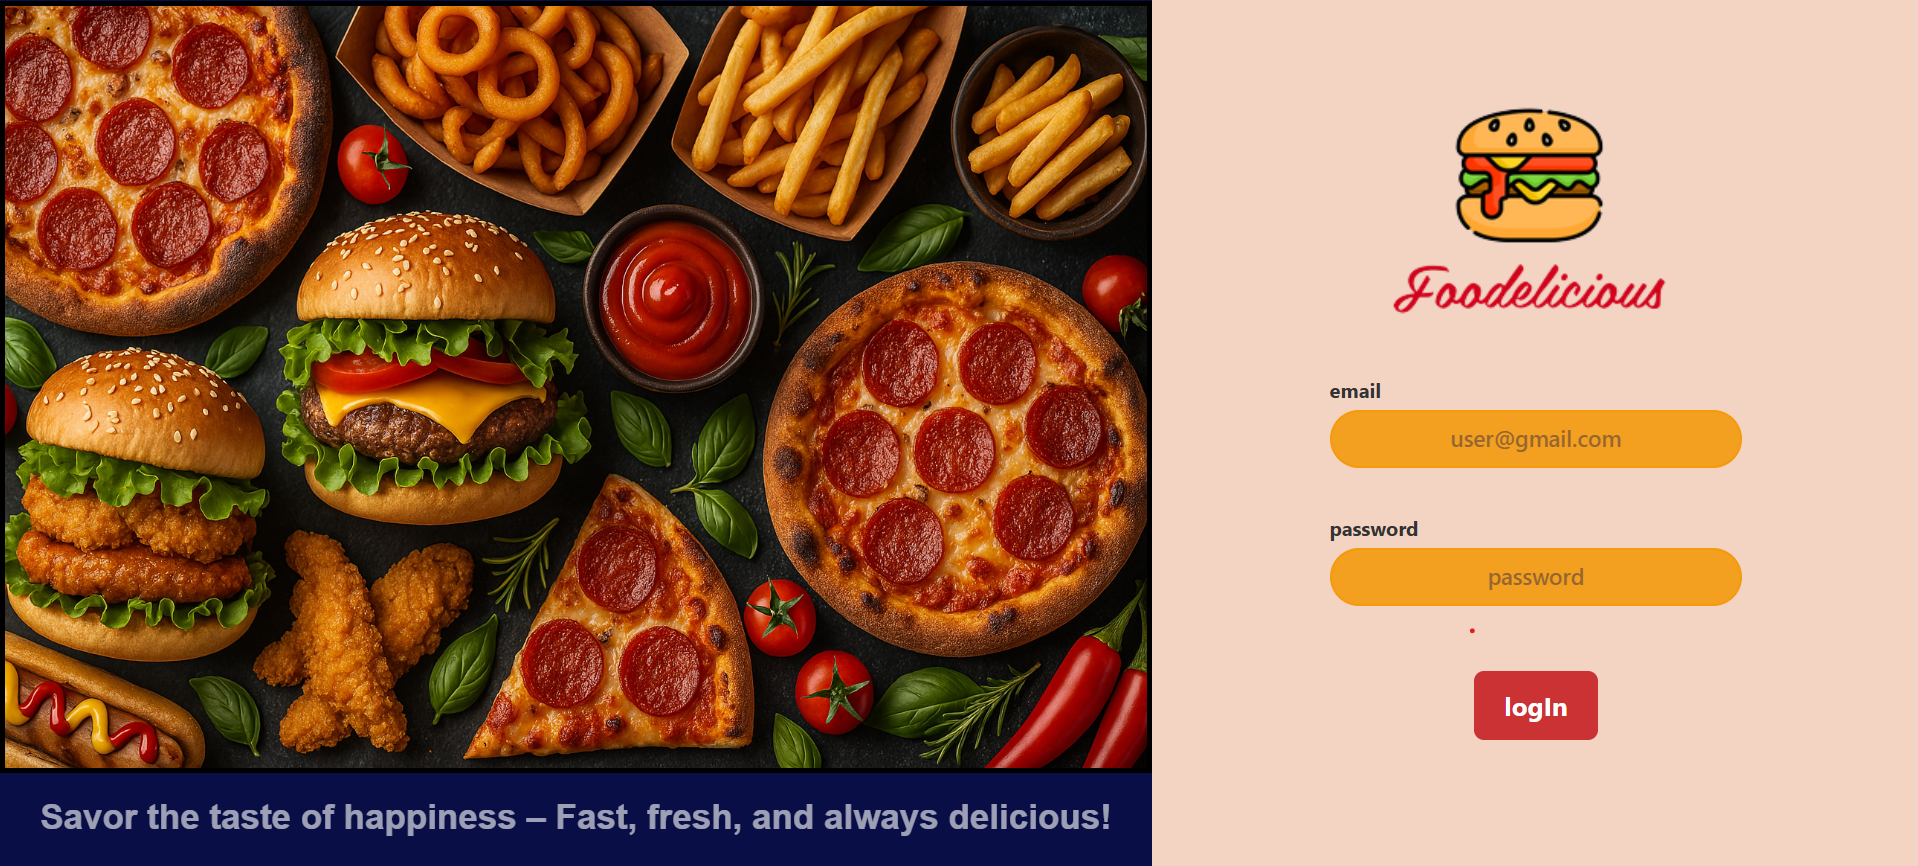 Savor the taste of happiness – Fast, fresh, and always delicious!
Foodelicious
email
user@gmail.com
password
password
logIn